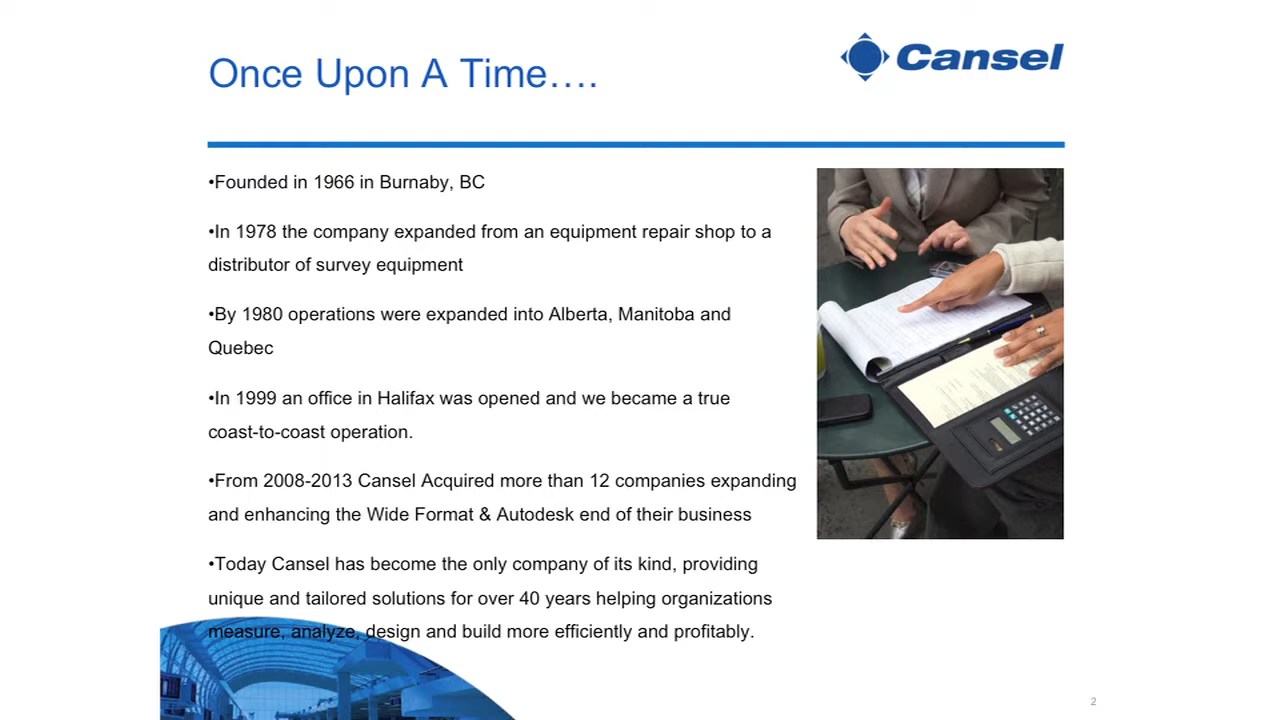 Once Upon A Time….
Cansel
•Founded in 1966 in Burnaby, BC
•In 1978 the company expanded from an equipment repair shop to a
distributor of survey equipment
•By 1980 operations were expanded into Alberta, Manitoba and
Quebec
•In 1999 an office in Halifax was opened and we became a true
coast-to-coast operation.
•From 2008-2013 Cansel Acquired more than 12 companies expanding
and enhancing the Wide Format & Autodesk end of their business
•Today Cansel has become the only company of its kind, providing
unique and tailored solutions for over 40 years helping organizations
measure, analyze, design and build more efficiently and profitably.
2